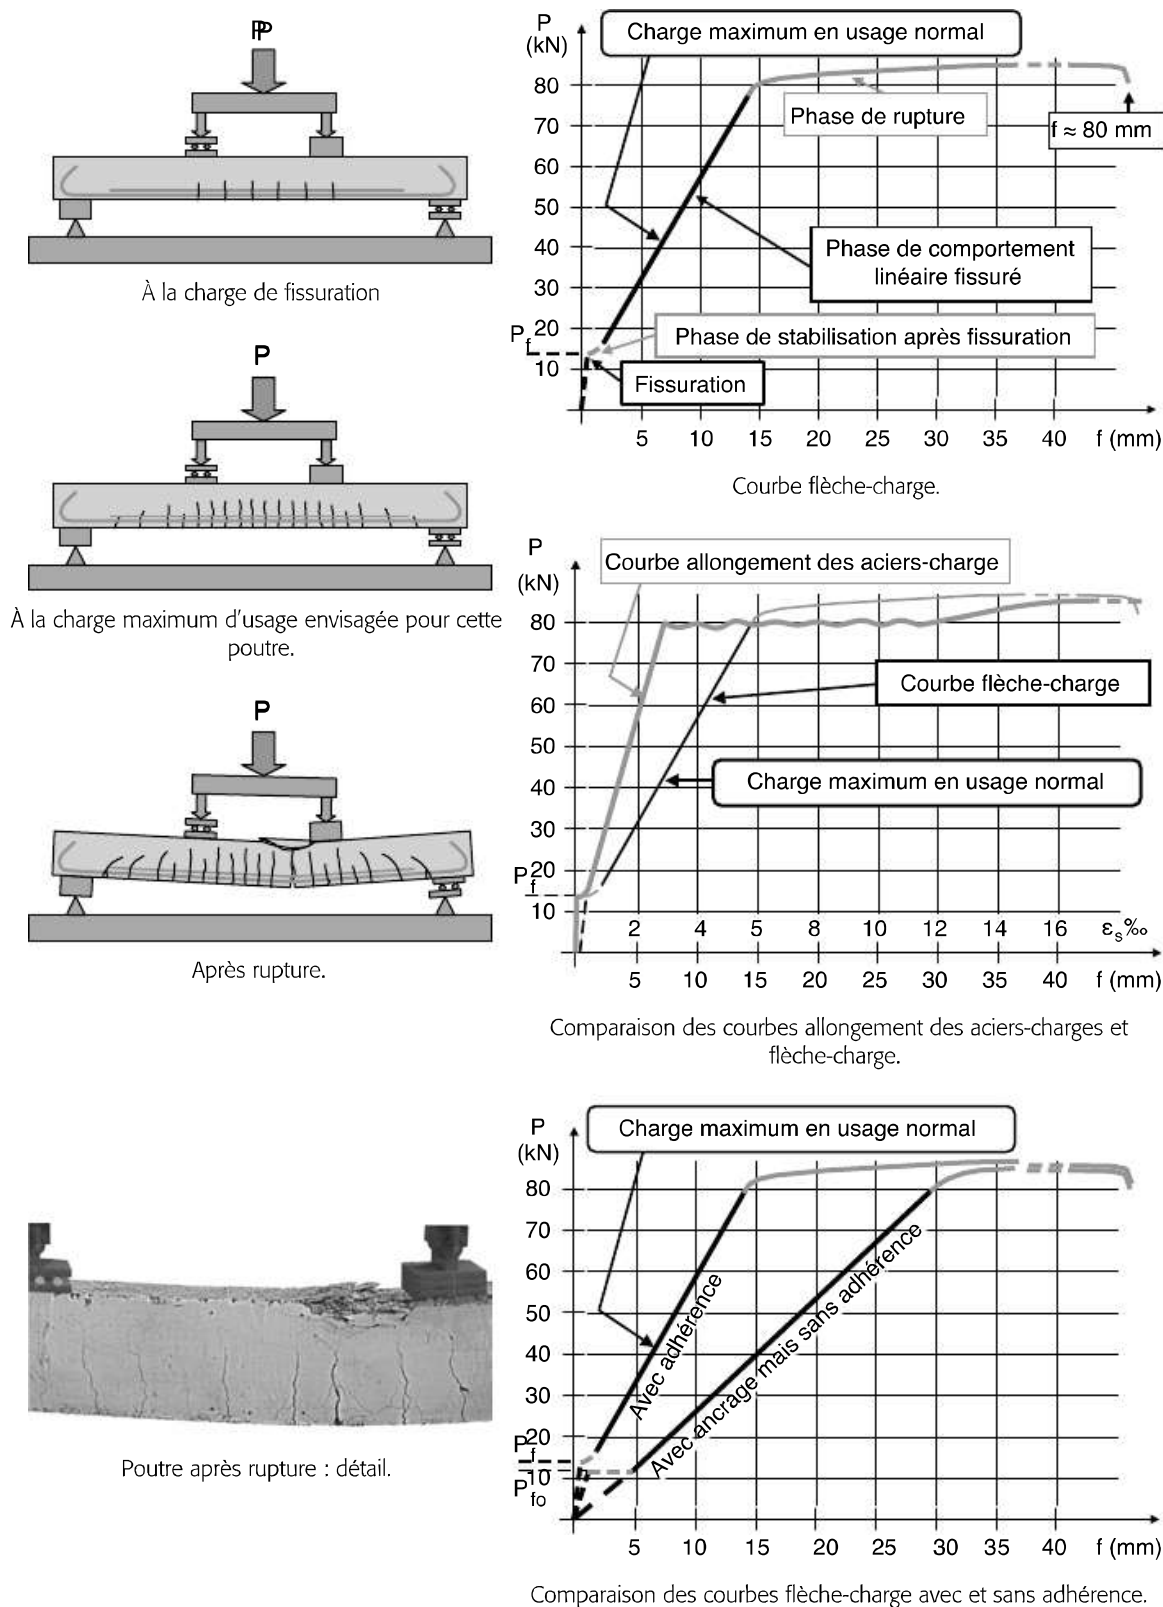 PP
À la charge de fissuration
P
À la charge maximum d'usage envisagée pour cette
poutre.
P
Après rupture.
Poutre après rupture : détail.
P
(kN)
Charge maximum en usage normal
80
70
60
50
40
30
20
10
P_f
Phase de rupture
f ≈ 80 mm
Phase de comportement
linéaire fissuré
Phase de stabilisation après fissuration
Fissuration
5 10 15 20 25 30 35 40 f (mm)
Courbe flèche-charge.
P
(kN)
Courbe allongement des aciers-charge
80
70
60
50
40
30
20
10
P_f
Courbe flèche-charge
Charge maximum en usage normal
2 4 5 8 10 12 14 16 ε_s‰
5 10 15 20 25 30 35 40 f (mm)
Comparaison des courbes allongement des aciers-charges et
flèche-charge.
P
(kN)
Charge maximum en usage normal
80
70
60
50
40
30
20
10
P_f
P_fo
Avec adhérence
Avec ancrage mais sans adhérence
5 10 15 20 25 30 35 40 f (mm)
Comparaison des courbes flèche-charge avec et sans adhérence.